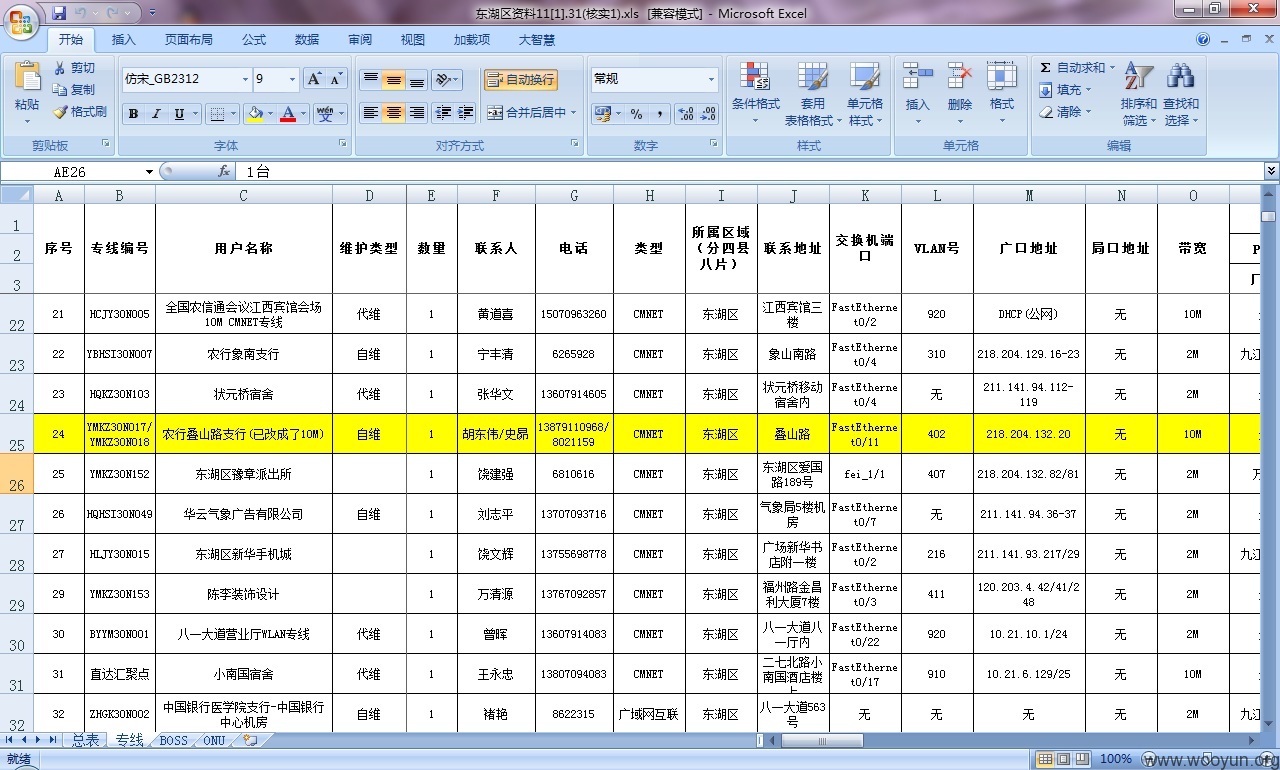 东湖区资料11[1].31(核实1).xls [兼容模式] - Microsoft Excel
开始 插入 页面布局 公式 数据 审阅 视图 加载项 大智慧
粘贴 剪切 复制 格式刷 剪贴板
仿宋_GB2312 9 B I U 字体
自动换行 合并后居中 对齐方式
常规 % , 数字
条件格式 套用表格格式 单元格样式 样式
插入 删除 格式 单元格
Σ 自动求和 填充 清除 排序和筛选 查找和选择 编辑
AE26 fx 1台
A B C D E F G H I J K L M N O
1 2 3
序号 专线编号 用户名称 维护类型 数量 联系人 电话 类型 所属区域（分四县八片） 联系地址 交换机端口 VLAN号 广口地址 局口地址 带宽
22 21 HCJY30N005 全国农信通会议江西宾馆会场10M CMNET专线 代维 1 黄道喜 15070963260 CMNET 东湖区 江西宾馆三楼 FastEthernet0/2 920 DHCP(公网) 无 10M
23 22 YBHSI30N007 农行象南支行 自维 1 宁丰清 6265928 CMNET 东湖区 象山南路 FastEthernet0/4 310 218.204.129.16-23 无 2M 九江
24 23 HQKZ30N103 状元桥宿舍 代维 1 张华文 13607914605 CMNET 东湖区 状元桥移动宿舍内 FastEthernet0/4 无 211.141.94.112-119 无 2M
25 24 YMKZ30N017/YMKZ30N018 农行叠山路支行(已改成了10M) 自维 1 胡东伟/史勗 13879110968/8021159 CMNET 东湖区 叠山路 FastEthernet0/11 402 218.204.132.20 无 10M
26 25 YMKZ30N152 东湖区豫章派出所 1 饶建强 6810616 CMNET 东湖区 东湖区爱国路189号 fei_1/1 407 218.204.132.82/81 无 2M
27 26 HQHSI30N049 华云气象广告有限公司 自维 1 刘志平 13707093716 CMNET 东湖区 气象局5楼机房 FastEthernet0/7 无 211.141.94.36-37 无 2M
28 27 HLJY30N015 东湖区新华手机城 1 饶文辉 13755698778 CMNET 东湖区 广场新华书店附一楼 FastEthernet0/2 216 211.141.93.217/29 无 2M 九江
29 29 YMKZ30N153 陈李装饰设计 1 万清源 13767092857 CMNET 东湖区 福州路金昌利大厦7楼 FastEthernet0/3 411 120.203.4.42/41/248 无 2M
30 30 BYYM30N001 八一大道营业厅WLAN专线 代维 1 曾晖 13607914083 CMNET 东湖区 八一大道八一厅内 FastEthernet0/22 920 10.21.10.1/24 无 2M
31 31 直达汇聚点 小南国宿舍 代维 1 王永忠 13807094083 CMNET 东湖区 二七北路小南国酒店楼上 FastEthernet0/17 910 10.21.6.129/25 无 10M
32 32 ZHGK30N002 中国银行医学院支行-中国银行中心机房 自维 1 褚艳 8622315 广域网互联 东湖区 八一大道563号 无 无 无 无 2M 九江
总表 专线 BOSS ONU
就绪 100%
www.wooyun.org